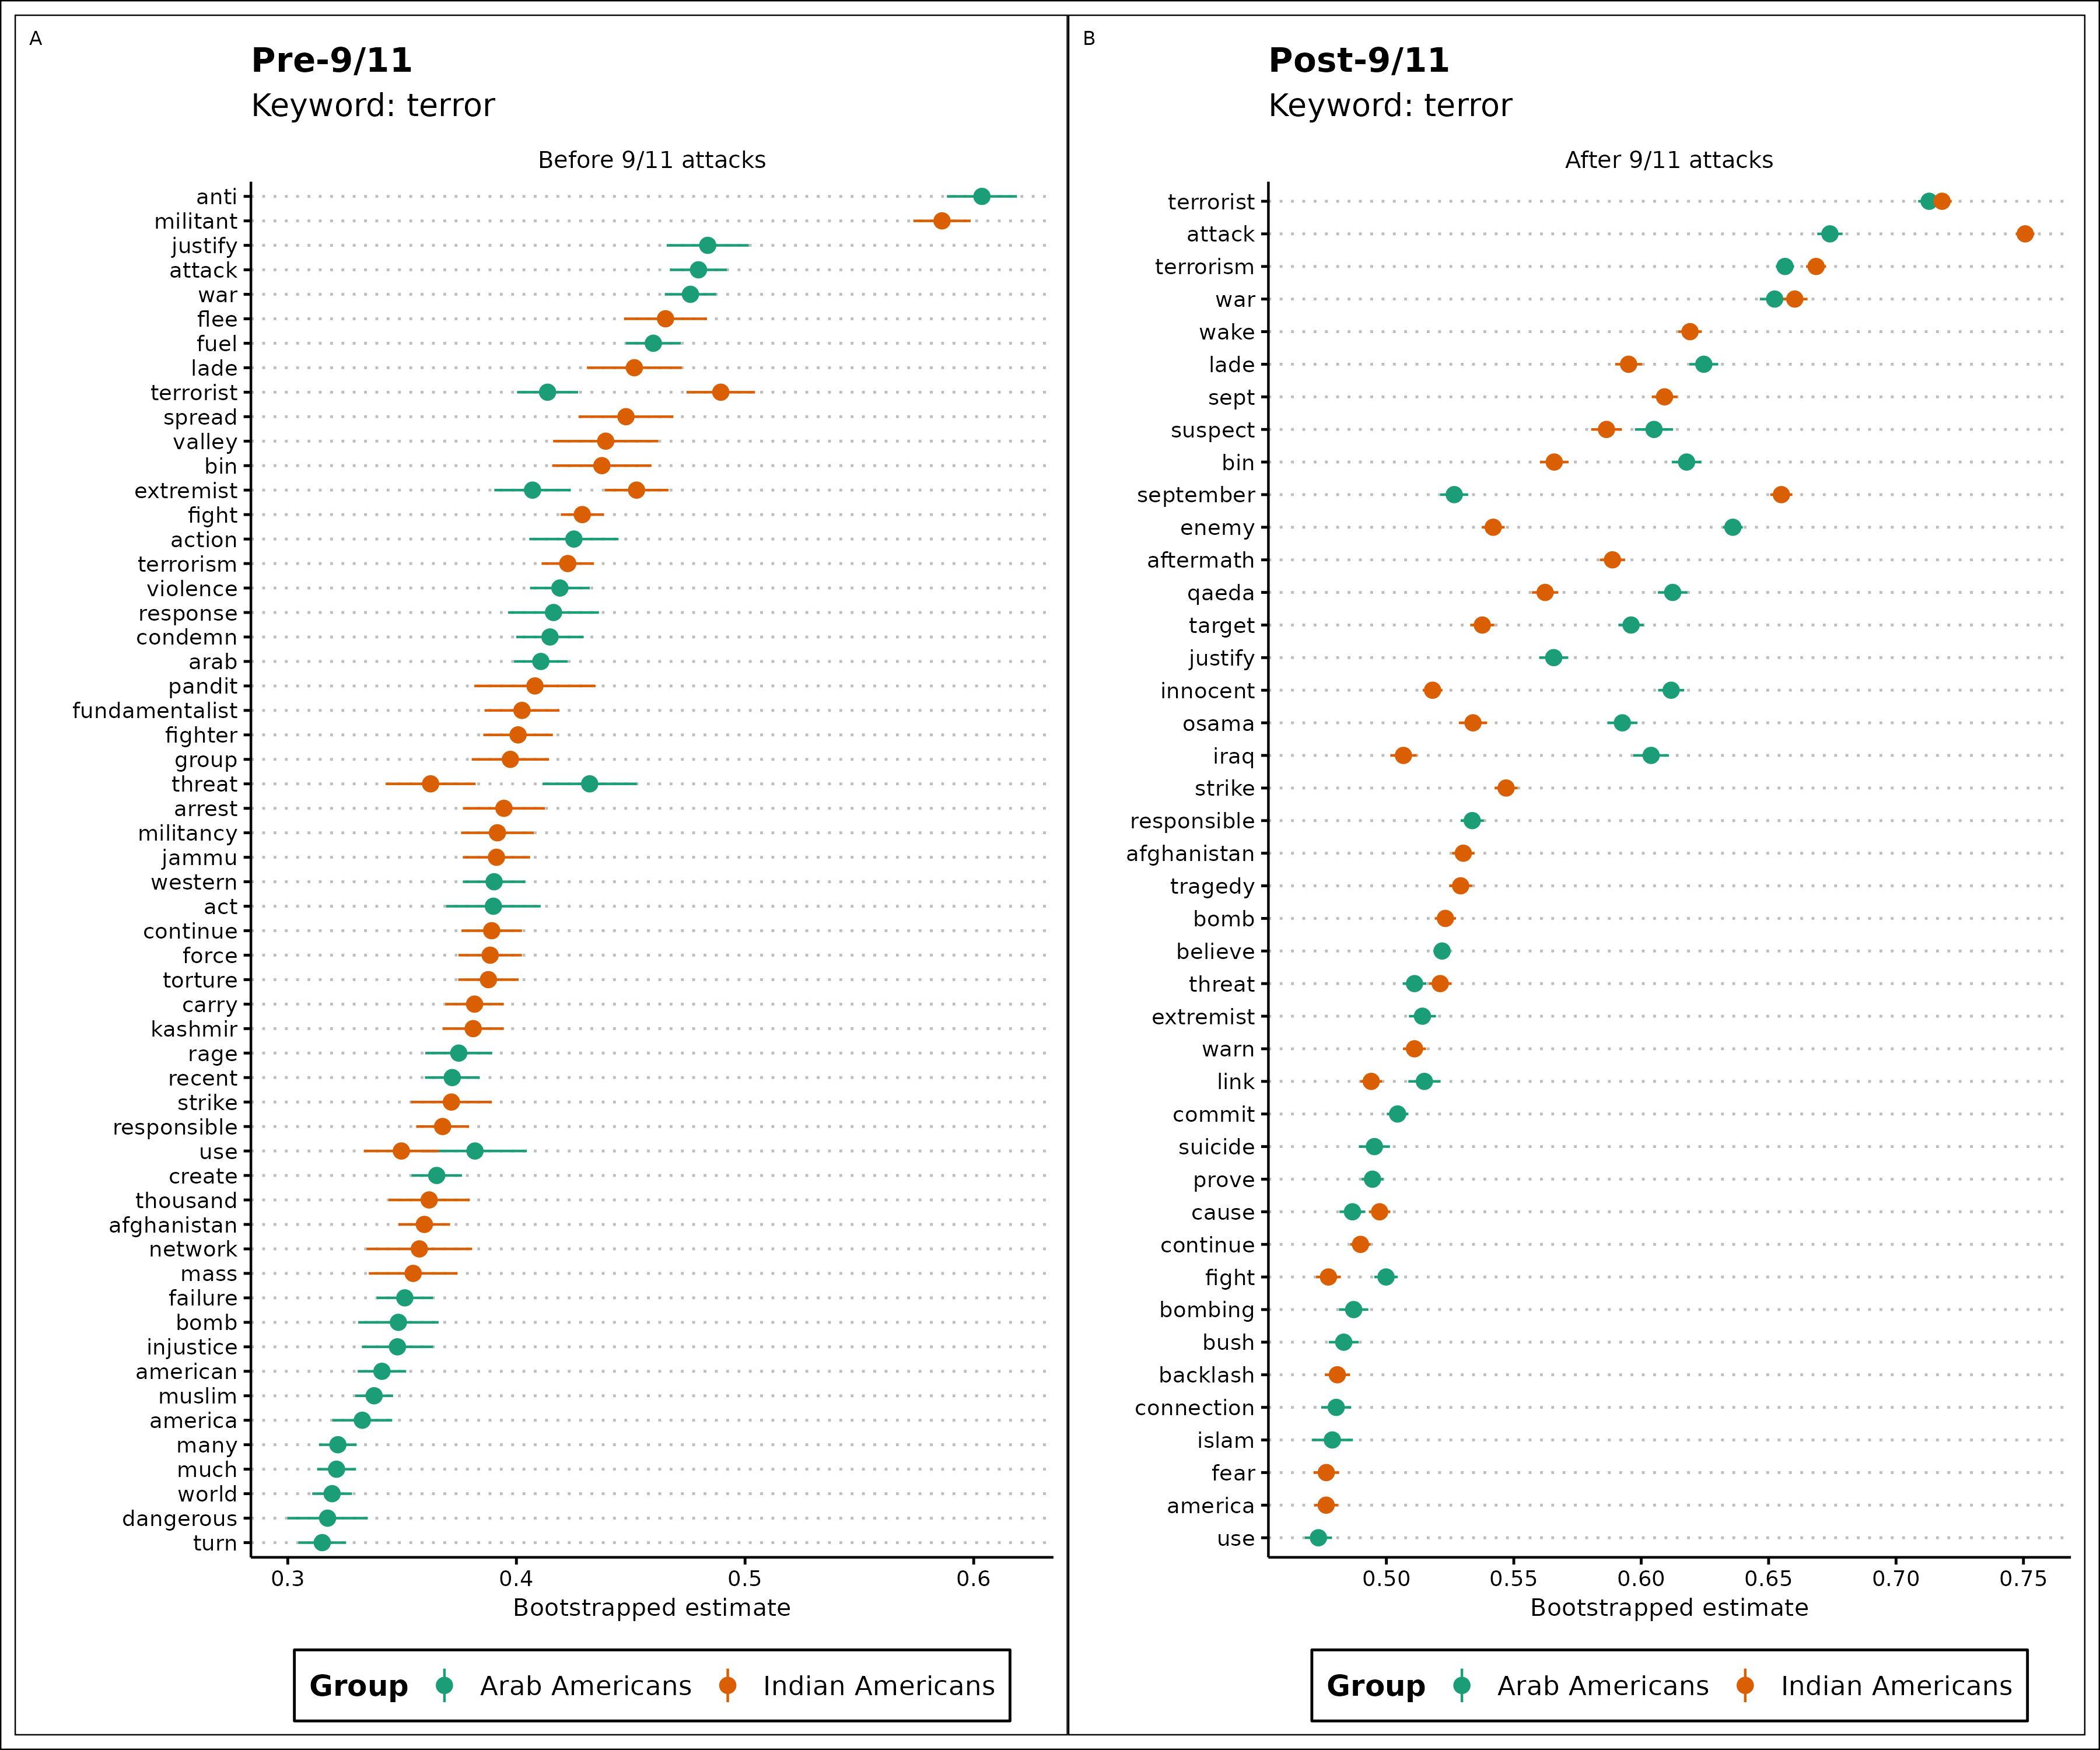 A
Pre-9/11
Keyword: terror
Before 9/11 attacks
anti
militant
justify
attack
war
flee
fuel
lade
terrorist
spread
valley
bin
extremist
fight
action
terrorism
violence
response
condemn
arab
pandit
fundamentalist
fighter
group
threat
arrest
militancy
jammu
western
act
continue
force
torture
carry
kashmir
rage
recent
strike
responsible
use
create
thousand
afghanistan
network
mass
failure
bomb
injustice
american
muslim
america
many
much
world
dangerous
turn
0.3 0.4 0.5 0.6
Bootstrapped estimate
Group Arab Americans Indian Americans
B
Post-9/11
Keyword: terror
After 9/11 attacks
terrorist
attack
terrorism
war
wake
lade
sept
suspect
bin
september
enemy
aftermath
qaeda
target
justify
innocent
osama
iraq
strike
responsible
afghanistan
tragedy
bomb
believe
threat
extremist
warn
link
commit
suicide
prove
cause
continue
fight
bombing
bush
backlash
connection
islam
fear
america
use
0.50 0.55 0.60 0.65 0.70 0.75
Bootstrapped estimate
Group Arab Americans Indian Americans